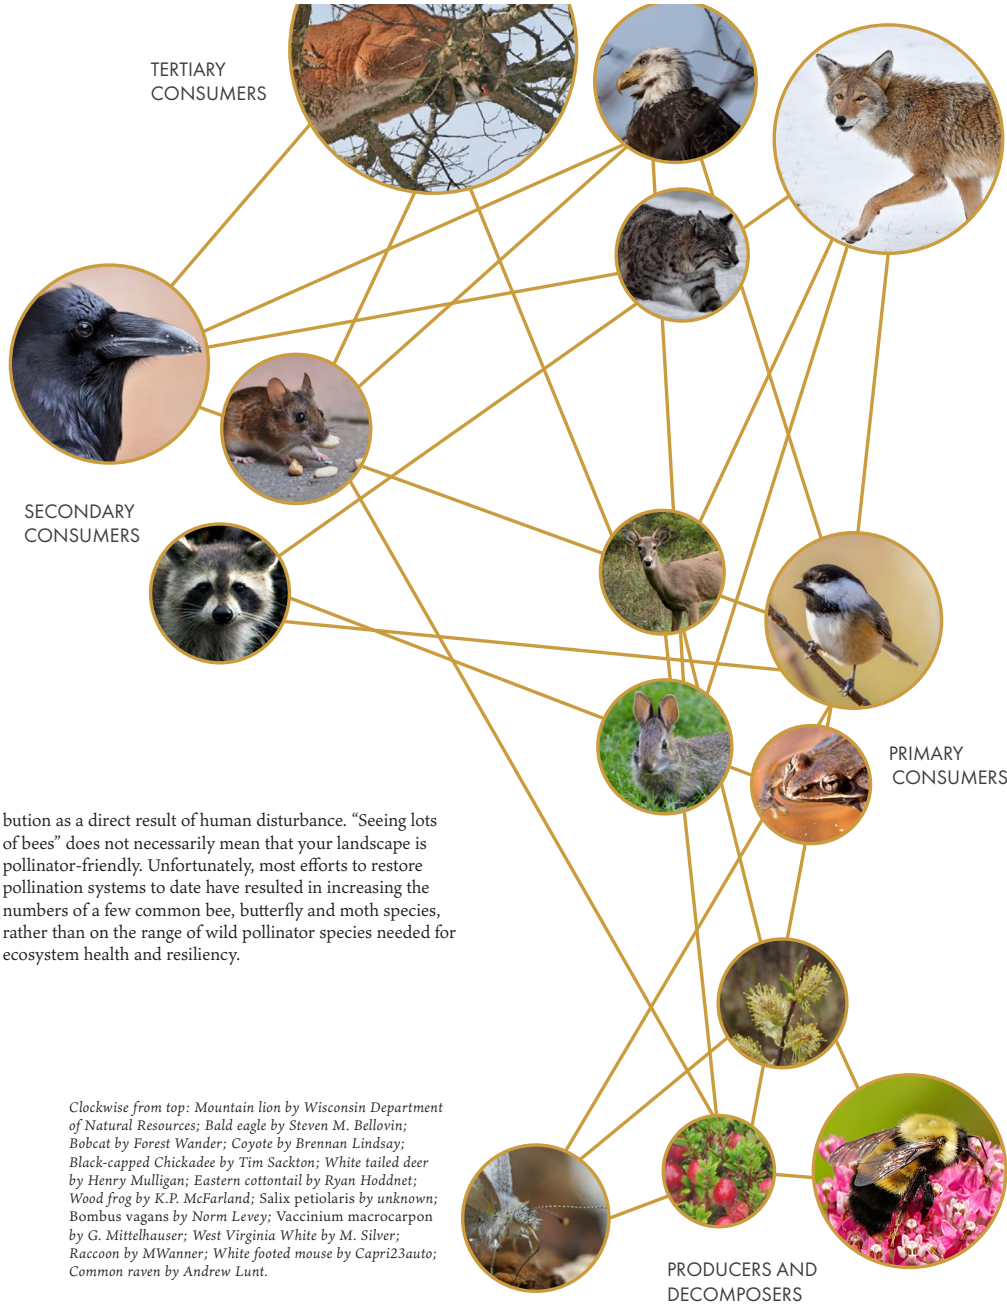 TERTIARY
CONSUMERS
SECONDARY
CONSUMERS
PRIMARY
CONSUMERS
bution as a direct result of human disturbance. “Seeing lots
of bees” does not necessarily mean that your landscape is
pollinator-friendly. Unfortunately, most efforts to restore
pollination systems to date have resulted in increasing the
numbers of a few common bee, butterfly and moth species,
rather than on the range of wild pollinator species needed for
ecosystem health and resiliency.
Clockwise from top: Mountain lion by Wisconsin Department
of Natural Resources; Bald eagle by Steven M. Bellovin;
Bobcat by Forest Wander; Coyote by Brennan Lindsay;
Black-capped Chickadee by Tim Sackton; White tailed deer
by Henry Mulligan; Eastern cottontail by Ryan Hoddnet;
Wood frog by K.P. McFarland; Salix petiolaris by unknown;
Bombus vagans by Norm Levey; Vaccinium macrocarpon
by G. Mittelhauser; West Virginia White by M. Silver;
Raccoon by MWanner; White footed mouse by Capri23auto;
Common raven by Andrew Lunt.
PRODUCERS AND
DECOMPOSERS